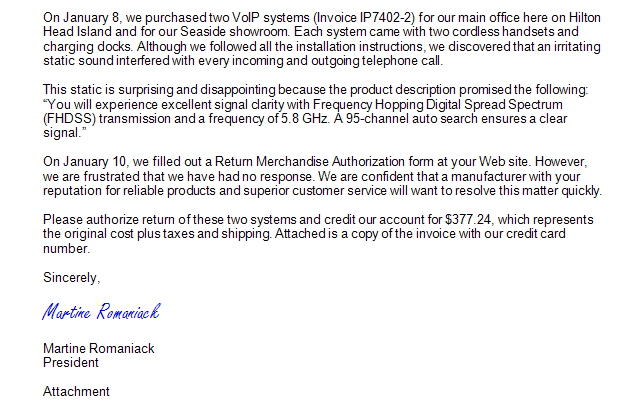 On January 8, we purchased two VoIP systems (Invoice IP7402-2) for our main office here on Hilton
Head Island and for our Seaside showroom. Each system came with two cordless handsets and
charging docks. Although we followed all the installation instructions, we discovered that an irritating
static sound interfered with every incoming and outgoing telephone call.
This static is surprising and disappointing because the product description promised the following:
“You will experience excellent signal clarity with Frequency Hopping Digital Spread Spectrum
(FHDSS) transmission and a frequency of 5.8 GHz. A 95-channel auto search ensures a clear
signal.”
On January 10, we filled out a Return Merchandise Authorization form at your Web site. However,
we are frustrated that we have had no response. We are confident that a manufacturer with your
reputation for reliable products and superior customer service will want to resolve this matter quickly.
Please authorize return of these two systems and credit our account for $377.24, which represents
the original cost plus taxes and shipping. Attached is a copy of the invoice with our credit card
number.
Sincerely,
Martine Romaniack
Martine Romaniack
President
Attachment